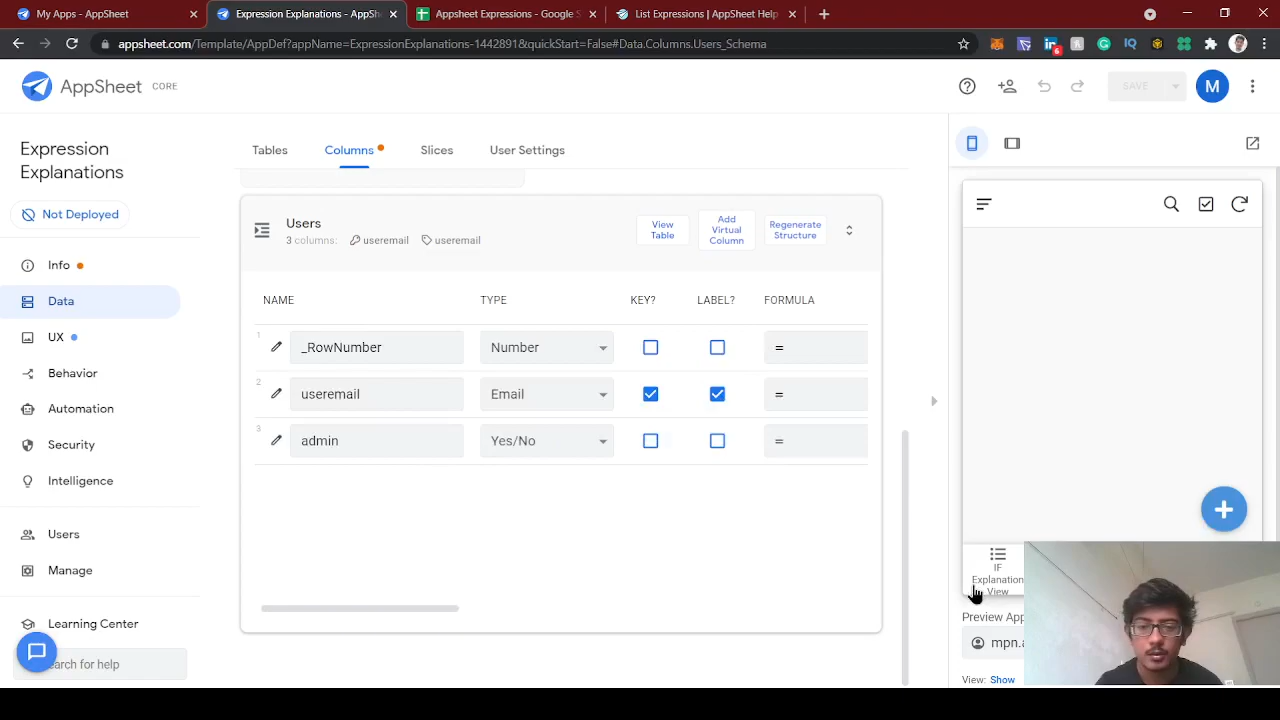 My Apps - AppSheet
Expression Explanations - AppSh
Appsheet Expressions - Google S
List Expressions | AppSheet Help
appsheet.com/Template/AppDef?appName=ExpressionExplanations-1442891&quickStart=False#Data.Columns.Users_Schema
6
AppSheet CORE
SAVE
M
Expression
Explanations
Not Deployed
Info
Data
UX
Behavior
Automation
Security
Intelligence
Users
Manage
Learning Center
earch for help
Tables
Columns
Slices
User Settings
Users
3 columns: useremail useremail
View
Table
Add
Virtual
Column
Regenerate
Structure
NAME TYPE KEY? LABEL? FORMULA
1 _RowNumber Number =
2 useremail Email =
3 admin Yes/No =
IF
Explanation
View
Preview App
mpn.a
View: Show